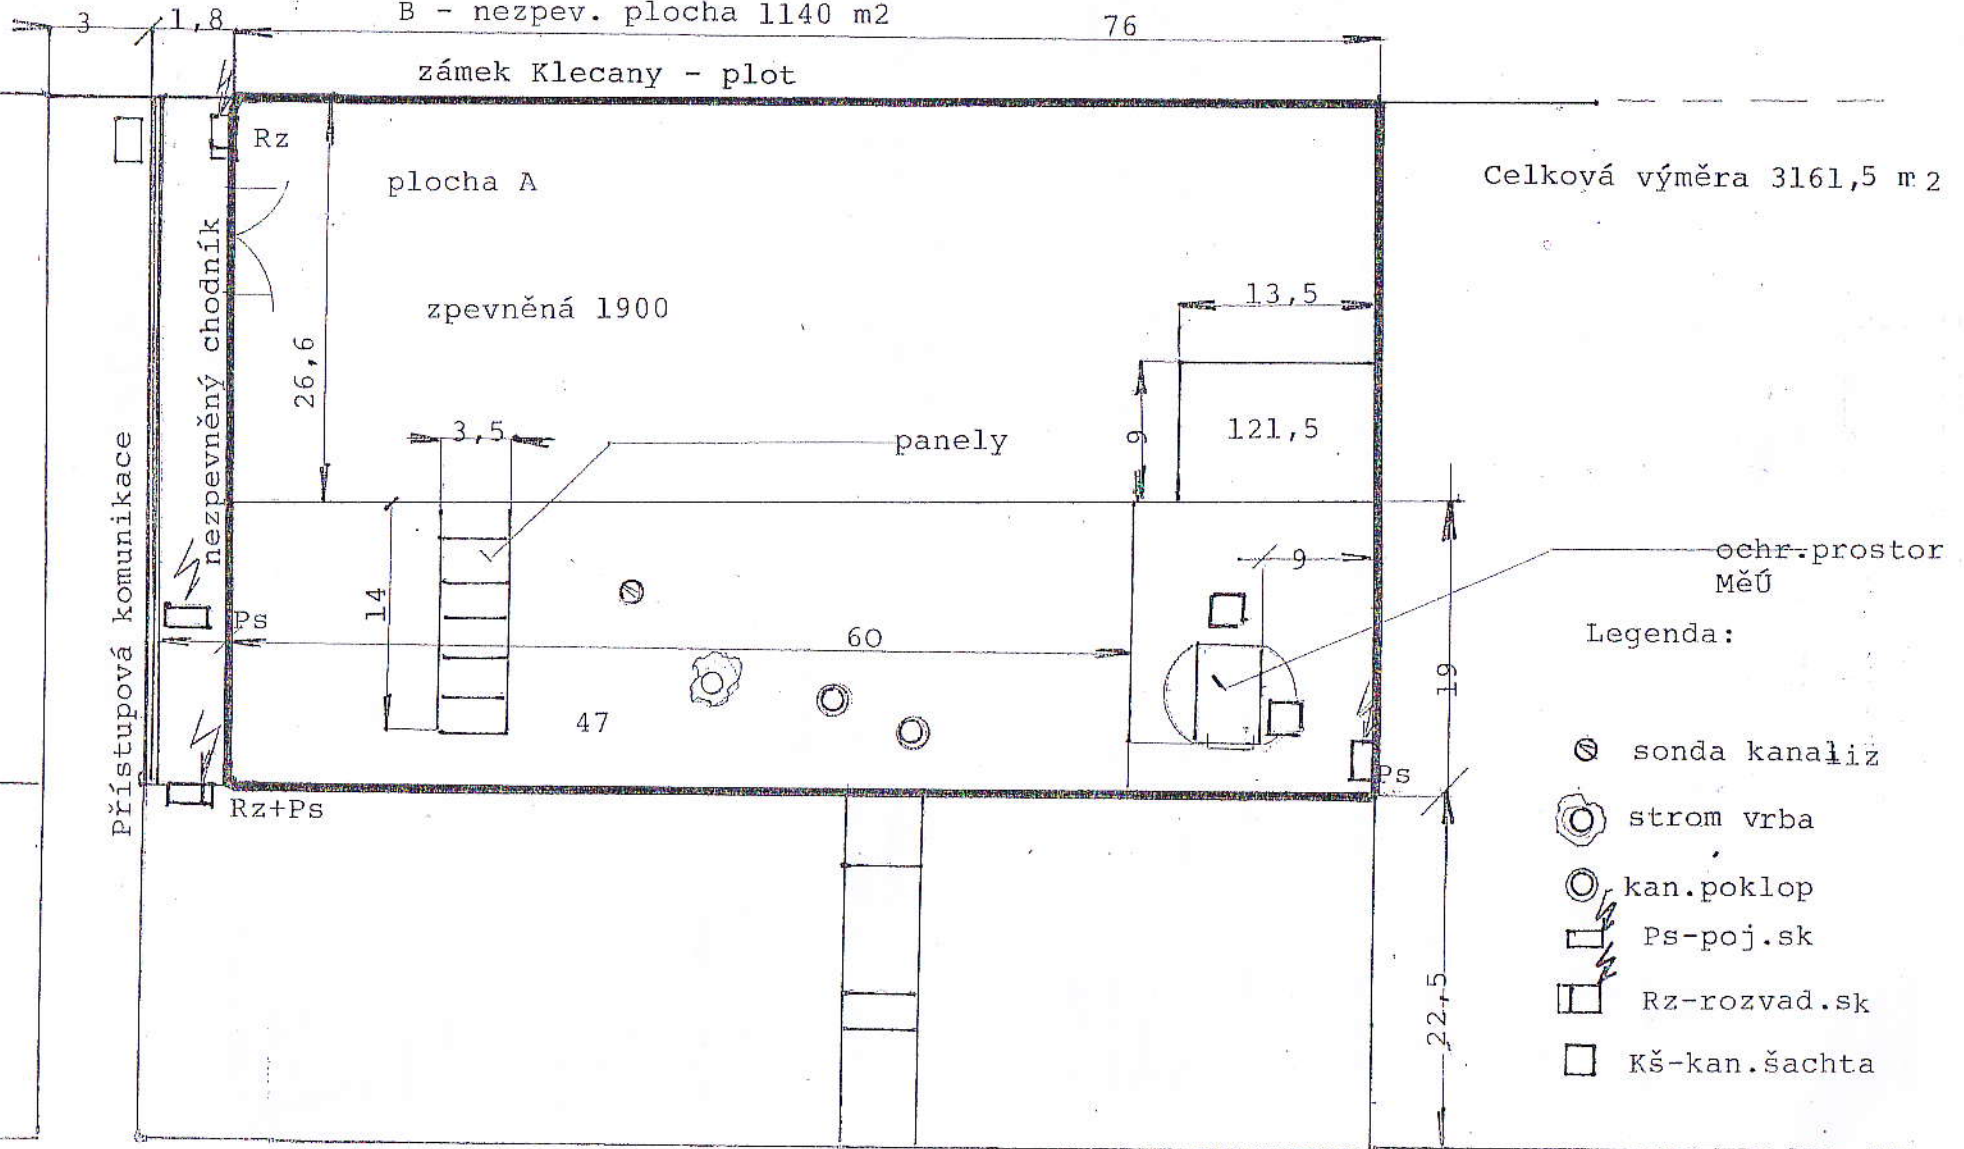 B - nezpev. plocha 1140 m2
3
1,8
76
zámek Klecany - plot
Rz
plocha A
Celková výměra 3161,5 m2
nezpevněný chodník
Přístupová komunikace
zpevněná 1900
26,6
13,5
9
121,5
3,5
panely
14
9
ochr.prostor
MěÚ
Ps
60
19
47
Ps
Rz+Ps
22,5
Legenda:
sonda kanaliz
strom vrba
kan.poklop
Ps-poj.sk
Rz-rozvad.sk
Kš-kan.šachta